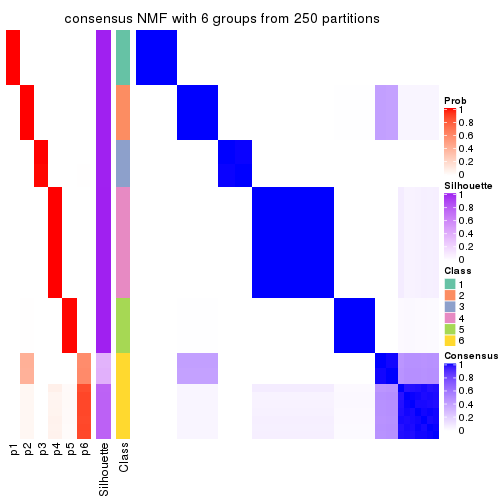 consensus NMF with 6 groups from 250 partitions
Prob
1
0.8
0.6
0.4
0.2
0
Silhouette
1
0.8
0.6
0.4
0.2
0
Class
1
2
3
4
5
6
Consensus
1
0.8
0.6
0.4
0.2
0
p1
p2
p3
p4
p5
p6
Silhouette
Class